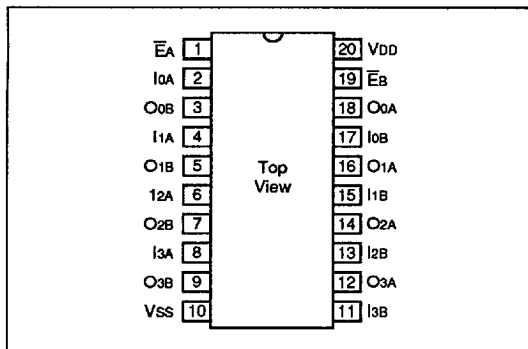 ĒA 1 20 VDD
I0A 2 19 ĒB
O0B 3 18 O0A
I1A 4 17 I0B
O1B 5 16 O1A
I2A 6 15 I1B
O2B 7 14 O2A
I3A 8 13 I2B
O3B 9 12 O3A
VSS 10 11 I3B
Top
View